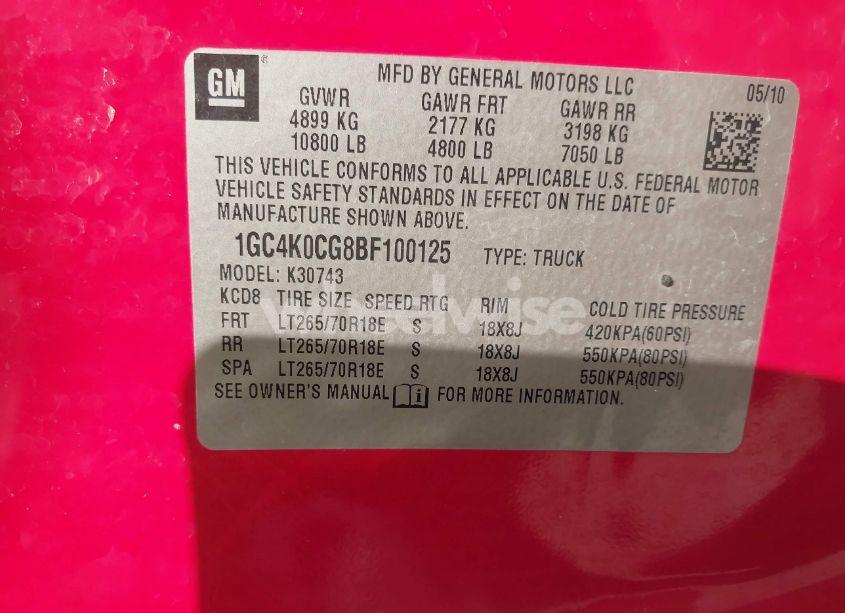 GM
MFD BY GENERAL MOTORS LLC
05/10
GVWR GAWR FRT GAWR RR
4899 KG 2177 KG 3198 KG
10800 LB 4800 LB 7050 LB
THIS VEHICLE CONFORMS TO ALL APPLICABLE U.S. FEDERAL MOTOR
VEHICLE SAFETY STANDARDS IN EFFECT ON THE DATE OF
MANUFACTURE SHOWN ABOVE.
1GC4K0CG8BF100125 TYPE: TRUCK
MODEL: K30743
KCD8 TIRE SIZE SPEED RTG RIM COLD TIRE PRESSURE
FRT LT265/70R18E S 18X8J 420KPA(60PSI)
RR LT265/70R18E S 18X8J 550KPA(80PSI)
SPA LT265/70R18E S 18X8J 550KPA(80PSI)
SEE OWNER'S MANUAL i FOR MORE INFORMATION.